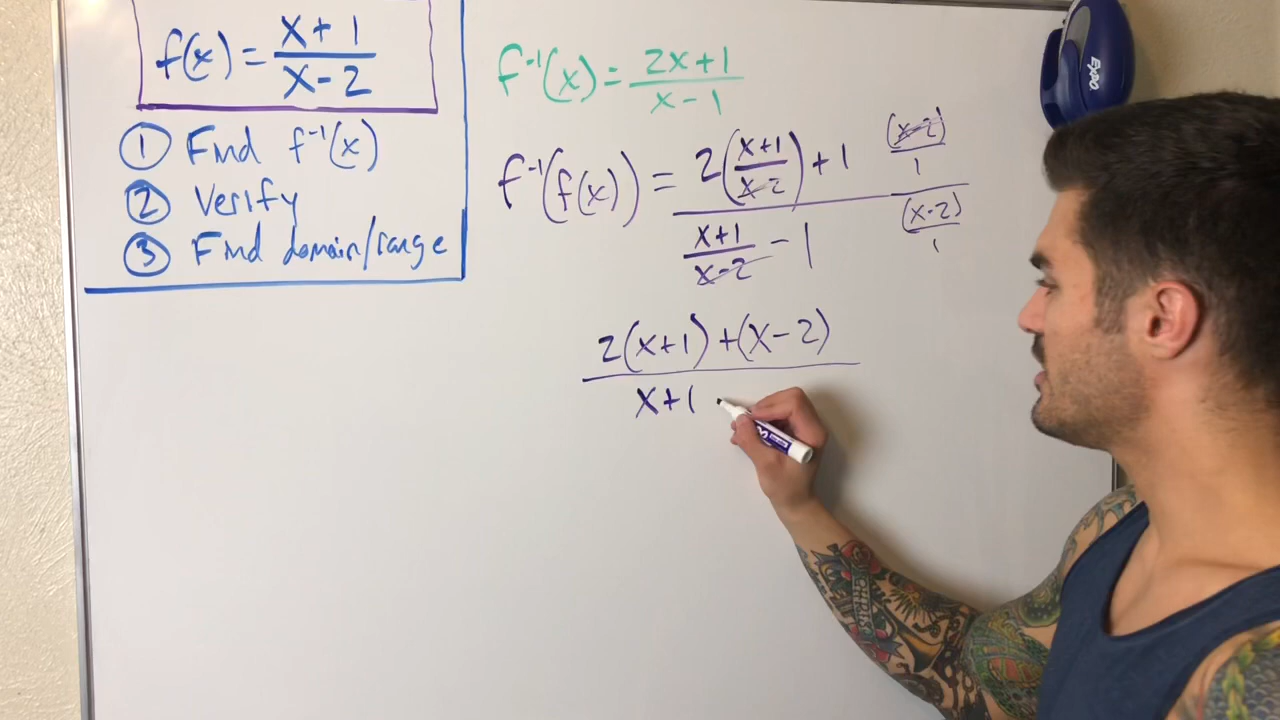 f(x) = x+1 / x-2
① Find f⁻¹(x)
② Verify
③ Find domain/range
f⁻¹(x) = 2x+1 / x-1
f⁻¹(f(x)) = 2(x+1 / x-2) + 1 / x+1 / x-2 - 1 (x-2) / 1 / (x-2) / 1
2(x+1) + (x-2) / x+1
Expo